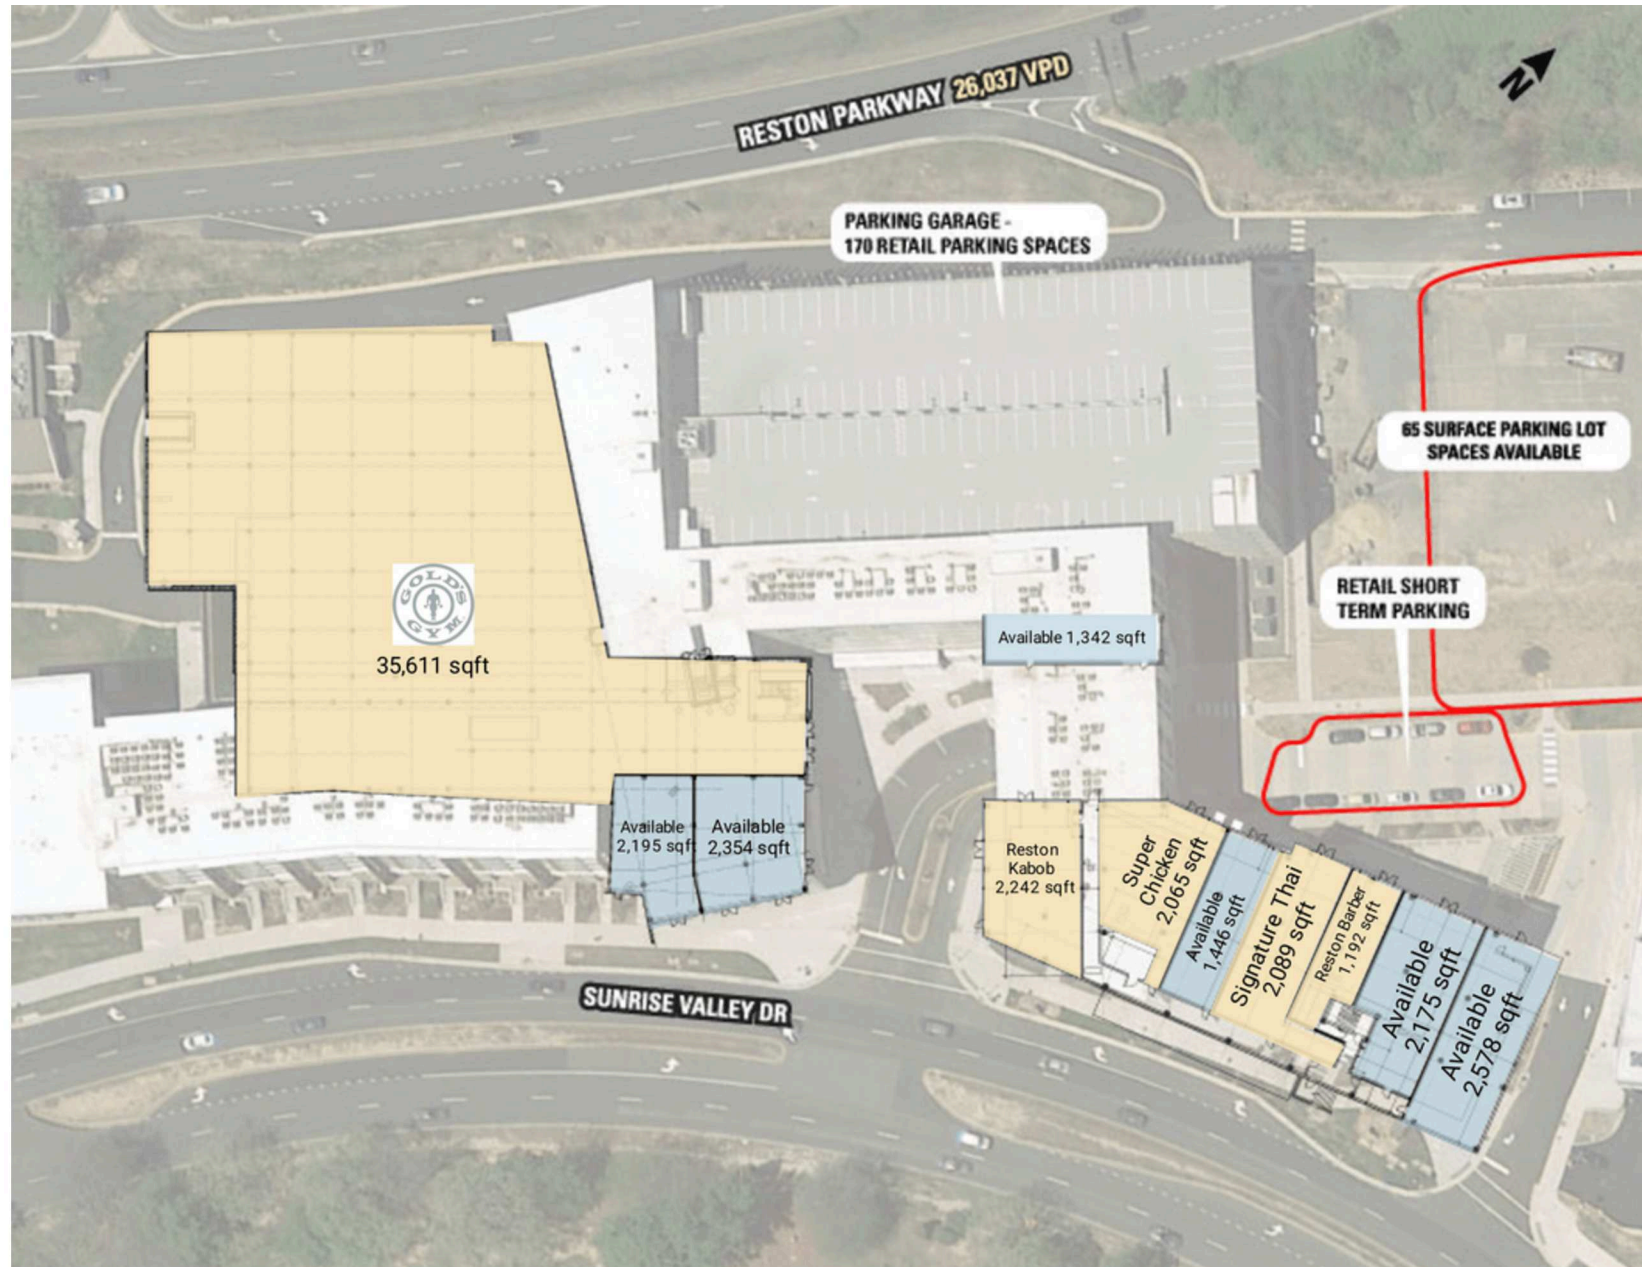 RESTON PARKWAY 26,037 VPD
N
PARKING GARAGE -
170 RETAIL PARKING SPACES
65 SURFACE PARKING LOT
SPACES AVAILABLE
RETAIL SHORT
TERM PARKING
GOLD'S
GYM
35,611 sqft
Available 1,342 sqft
Available
2,195 sqft
Available
2,354 sqft
Reston
Kabob
2,242 sqft
Super
Chicken
2,065 sqft
Available
1,446 sqft
Signature Thai
2,089 sqft
Reston Barber
1,192 sqft
Available
2,175 sqft
Available
2,578 sqft
SUNRISE VALLEY DR